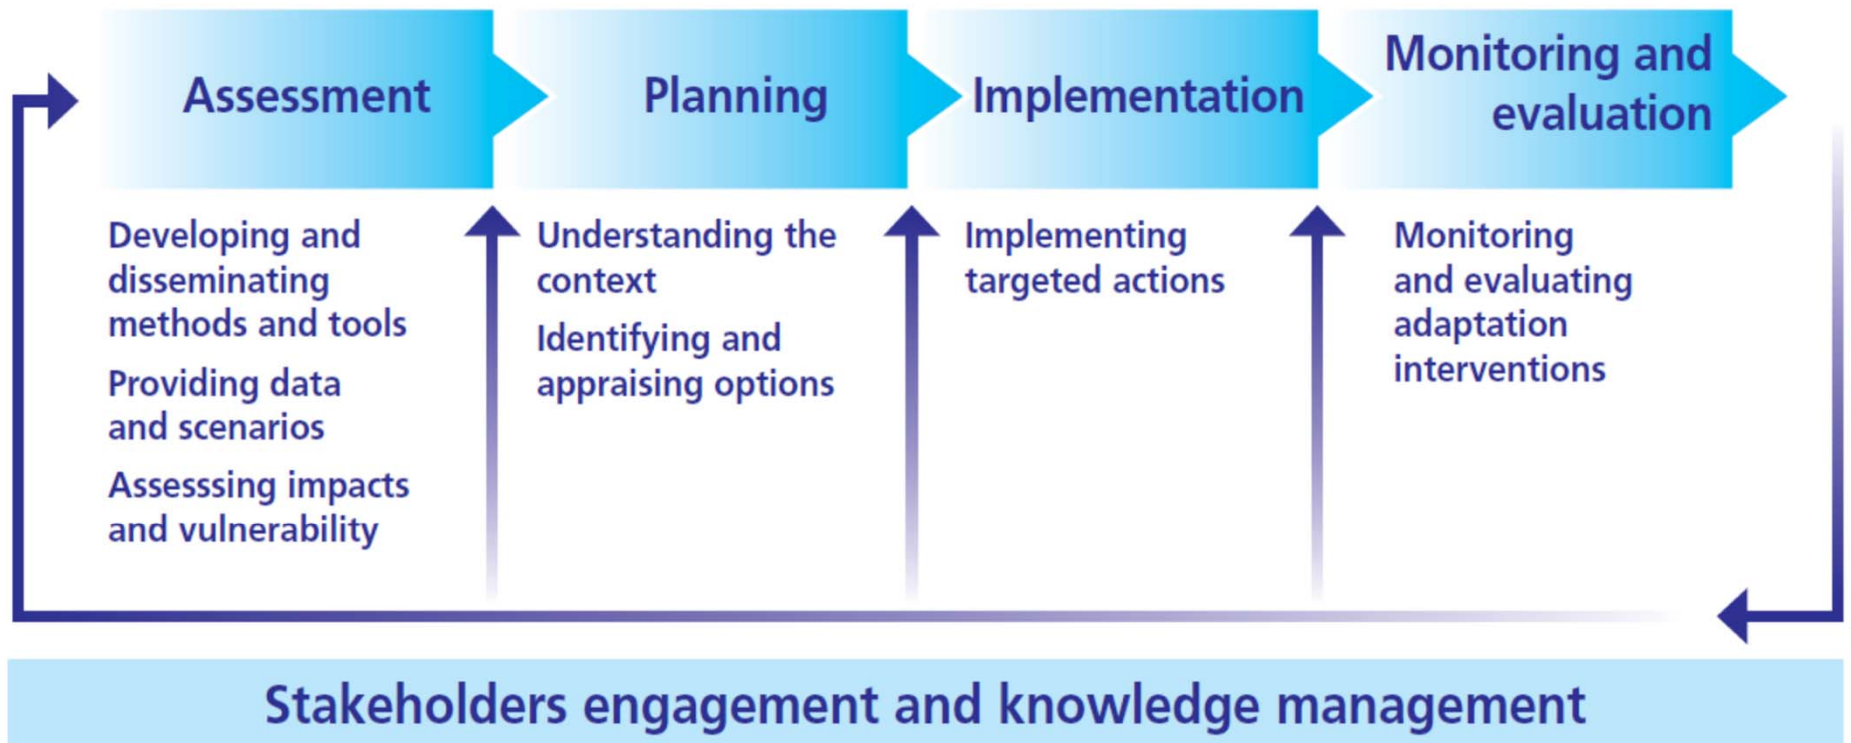 Assessment
Planning
Implementation
Monitoring and
evaluation
Developing and
disseminating
methods and tools
Providing data
and scenarios
Assesssing impacts
and vulnerability
Understanding the
context
Identifying and
appraising options
Implementing
targeted actions
Monitoring
and evaluating
adaptation
interventions
Stakeholders engagement and knowledge management